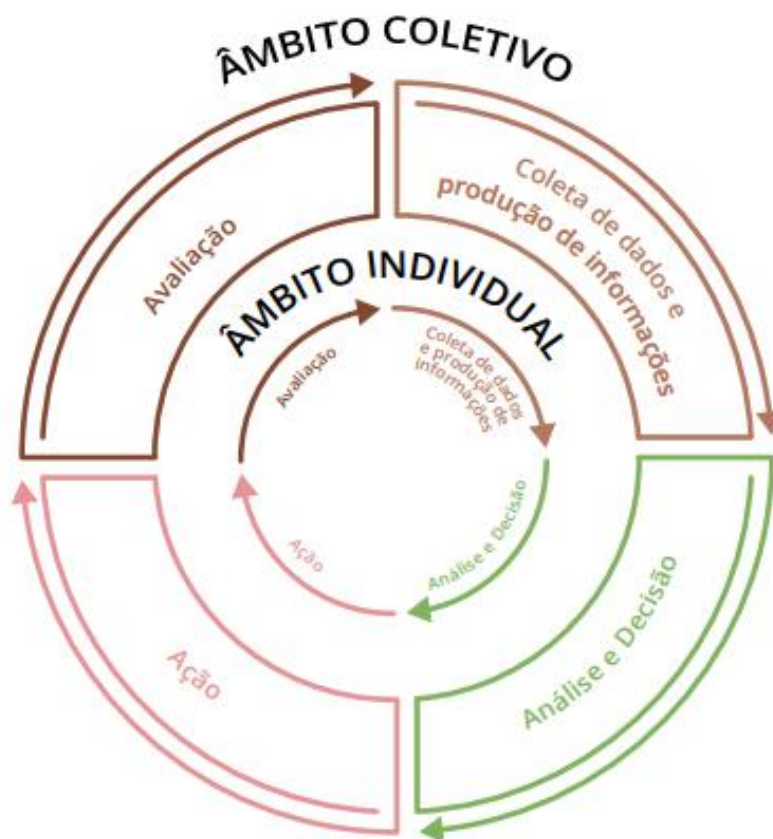 ÂMBITO COLETIVO
Coleta de dados e
produção de informações
Avaliação
ÂMBITO INDIVIDUAL
Coleta de dados
e produção de
informações
Avaliação
Análise e Decisão
Ação
Análise e Decisão
Ação